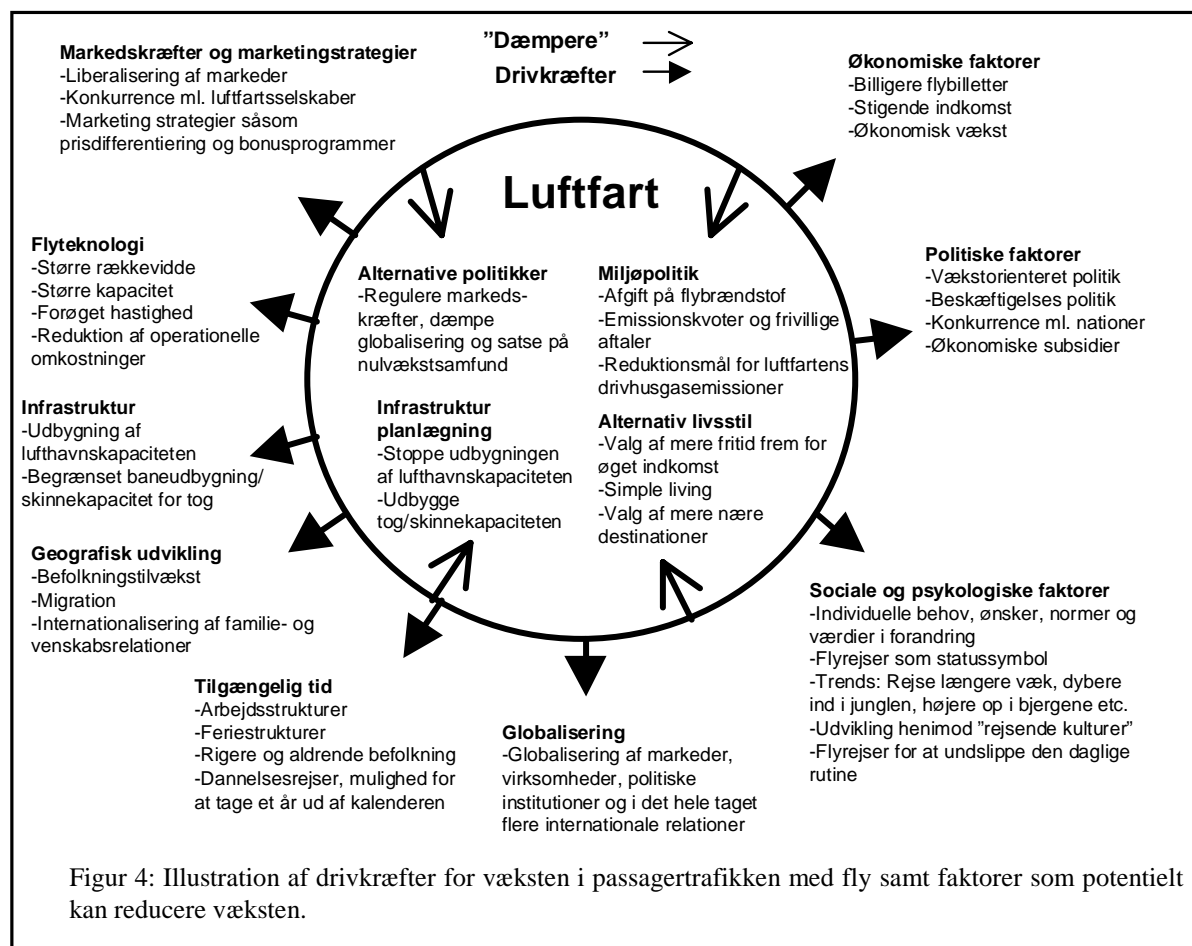 Markedskræfter og marketingstrategier
-Liberalisering af markeder
-Konkurrence ml. luftfartsselskaber
-Marketing strategier såsom
prisdifferentiering og bonusprogrammer
”Dæmpere”
Drivkræfter
Økonomiske faktorer
-Billigere flybilletter
-Stigende indkomst
-Økonomisk vækst
Luftfart
Flyteknologi
-Større rækkevidde
-Større kapacitet
-Forøget hastighed
-Reduktion af operationelle
omkostninger
Alternative politikker
-Regulere markeds-
kræfter, dæmpe
globalisering og satse på
nulvækstsamfund
Miljøpolitik
-Afgift på flybrændstof
-Emissionskvoter og frivillige
aftaler
-Reduktionsmål for luftfartens
drivhusgasemissioner
Politiske faktorer
-Vækstorienteret politik
-Beskæftigelses politik
-Konkurrence ml. nationer
-Økonomiske subsidier
Infrastruktur
-Udbygning af
lufthavnskapaciteten
-Begrænset baneudbygning/
skinnekapacitet for tog
Infrastruktur
planlægning
-Stoppe udbygningen
af lufthavnskapaciteten
-Udbygge
tog/skinnekapaciteten
Alternativ livsstil
-Valg af mere fritid frem for
øget indkomst
-Simple living
-Valg af mere nære
destinationer
Geografisk udvikling
-Befolkningstilvækst
-Migration
-Internationalisering af familie- og
venskabsrelationer
Sociale og psykologiske faktorer
-Individuelle behov, ønsker, normer og
værdier i forandring
-Flyrejser som statussymbol
-Trends: Rejse længere væk, dybere
ind i junglen, højere op i bjergene etc.
-Udvikling henimod ”rejsende kulturer”
-Flyrejser for at undslippe den daglige
rutine
Tilgængelig tid
-Arbejdsstrukturer
-Feriestrukturer
-Rigere og aldrende befolkning
-Dannelsesrejser, mulighed for
at tage et år ud af kalenderen
Globalisering
-Globalisering af markeder,
virksomheder, politiske
institutioner og i det hele taget
flere internationale relationer
Figur 4: Illustration af drivkræfter for væksten i passagertrafikken med fly samt faktorer som potentielt
kan reducere væksten.